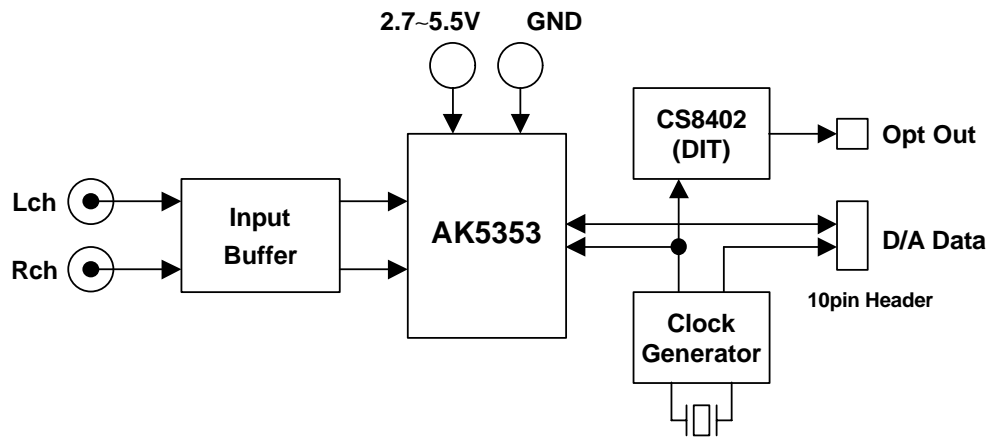 2.7~5.5V
GND
CS8402
(DIT)
Opt Out
Lch
Rch
Input
Buffer
AK5353
D/A Data
10pin Header
Clock
Generator